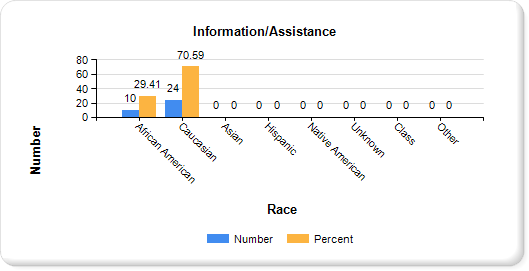 Information/Assistance
80
60
40
20
0
10 29.41 24 70.59 0 0 0 0 0 0 0 0 0 0 0 0
African American
Caucasian
Asian
Hispanic
Native American
Unknown
Class
Other
Number
Race
Number Percent